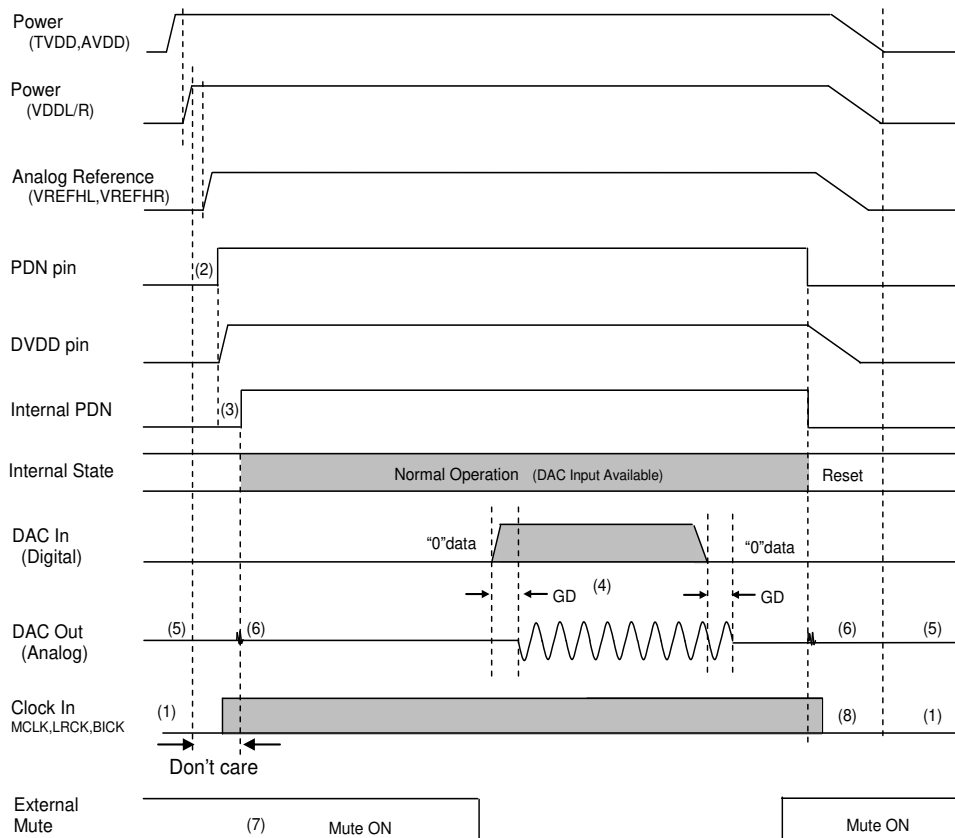 Power
(TVDD,AVDD)
Power
(VDDL/R)
Analog Reference
(VREFHL,VREFHR)
PDN pin
(2)
DVDD pin
Internal PDN
(3)
Internal State
Normal Operation (DAC Input Available)
Reset
DAC In
(Digital)
“0”data
“0”data
GD
(4)
GD
DAC Out
(Analog)
(5)
(6)
(6)
(5)
Clock In
MCLK,LRCK,BICK
(1)
(8)
(1)
Don’t care
External
Mute
(7)
Mute ON
Mute ON